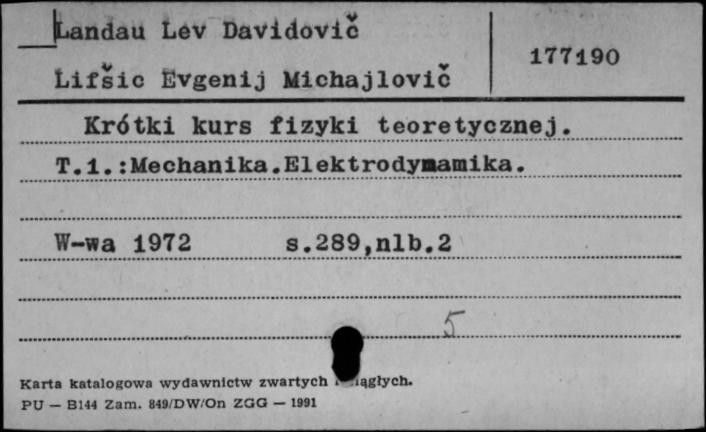 Landau Lev Davidovič
177190
Lifšic Evgenij Michajlovič
Krótki kurs fizyki teoretycznej.
T.1.:Mechanika.Elektrodynamika.
W-wa 1972 s.289,nlb.2
5
Karta katalogowa wydawnictw zwartych
PU — B144 Zam. 849/DW/On ZGG — 1991